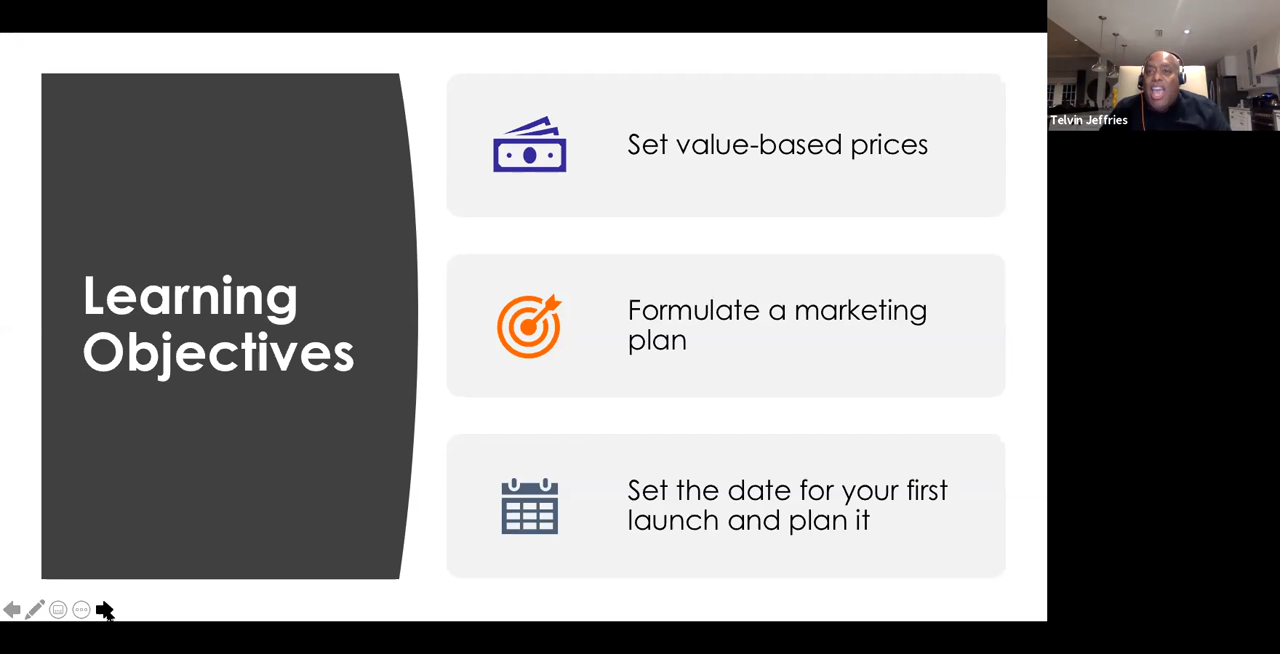 Learning
Objectives
Set value-based prices
Formulate a marketing
plan
Set the date for your first
launch and plan it
Telvin Jeffries